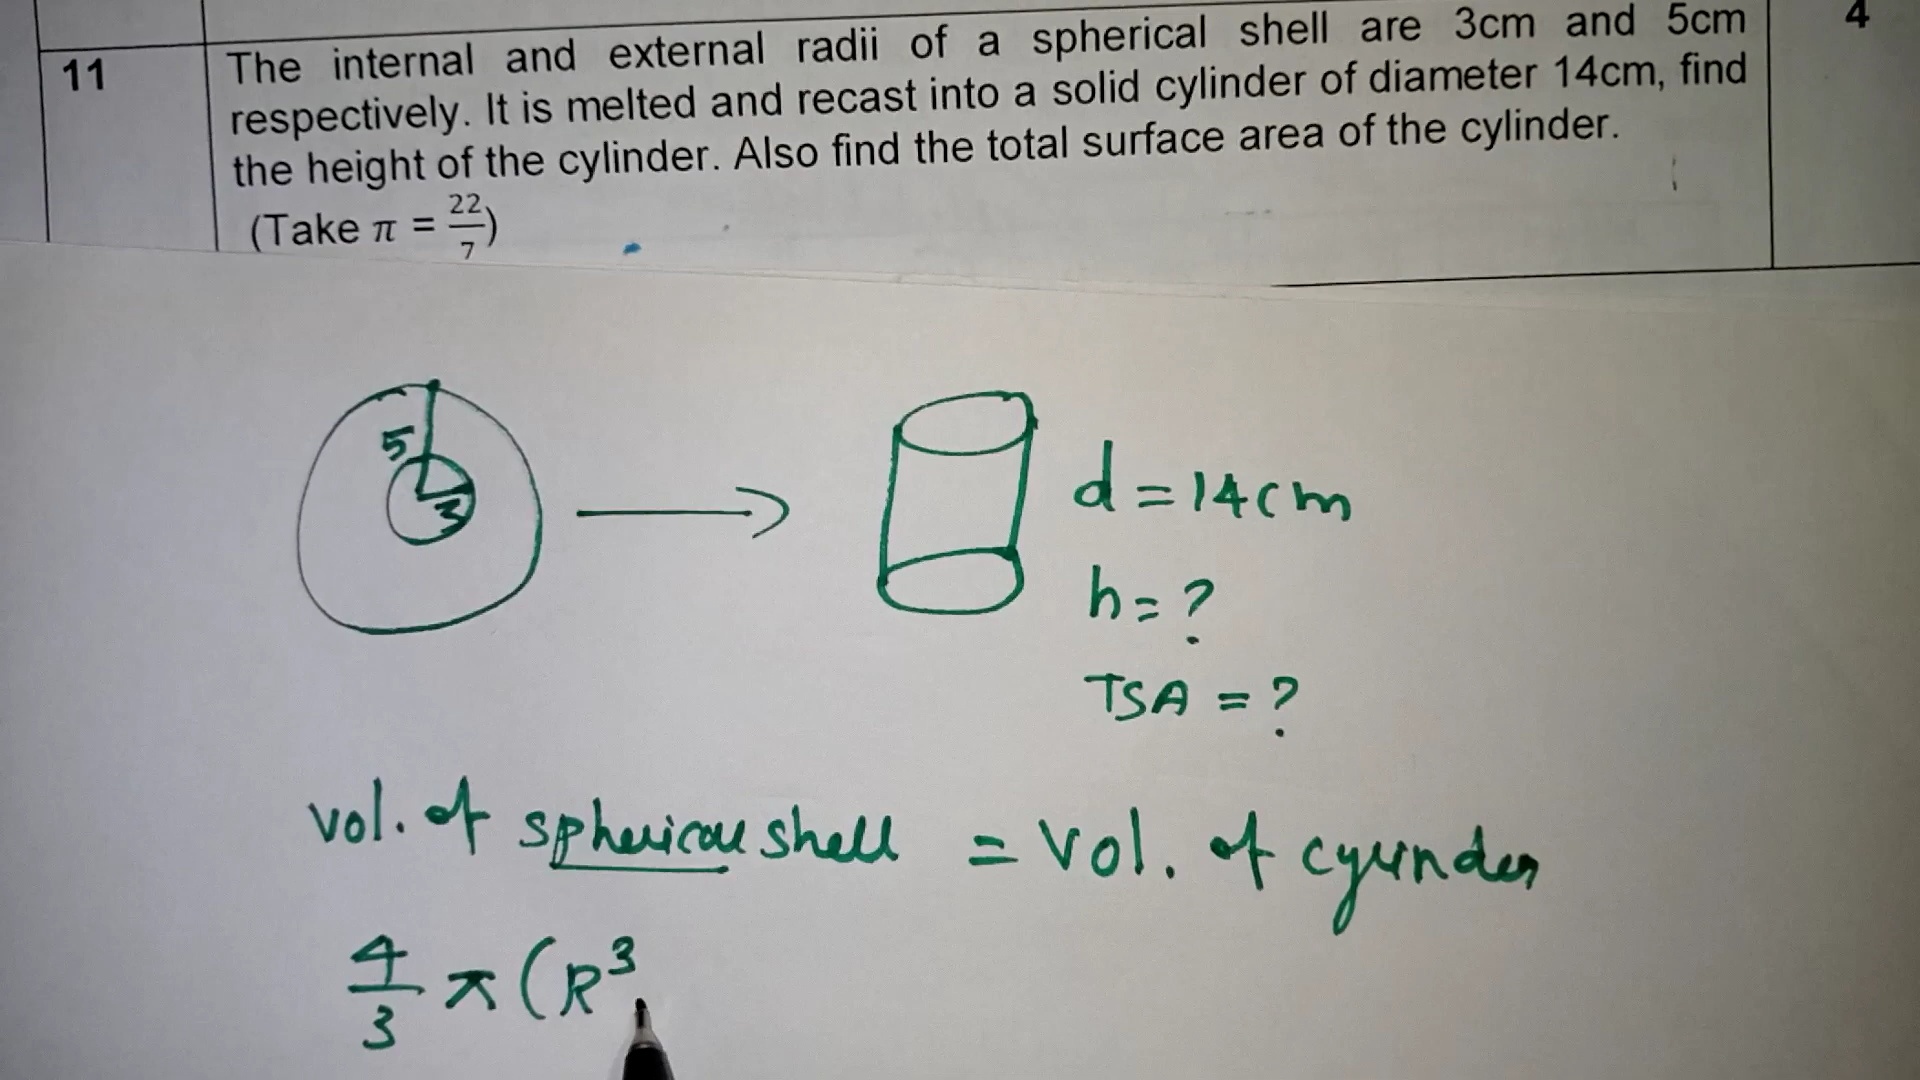 4
11 The internal and external radii of a spherical shell are 3cm and 5cm
respectively. It is melted and recast into a solid cylinder of diameter 14cm, find
the height of the cylinder. Also find the total surface area of the cylinder.
(Take π = 22/7)
5
3
d = 14cm
h = ?
TSA = ?
vol. of spherical shell = Vol. of cylinder
4/3 π (R³